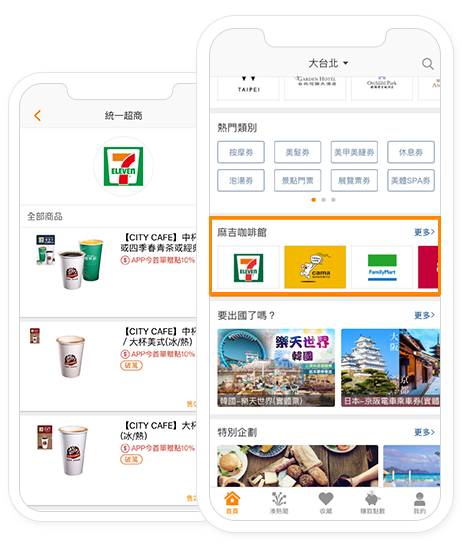 統一超商
ELEVEN
全部商品
【CITY CAFE】中杯
或四季春青茶或經典
$ APP今首單贈點10%
【CITY CAFE】中杯
/ 大杯美式(冰/熱)
$ APP今首單贈點10%
破萬
【CITY CAFE】大杯
(冰/熱)
$ APP今首單贈點10%
破萬
大台北
TAIPEI
GARDEN HOTEL
Orchard Park
熱門類別
按摩券
美髮券
美甲美睫券
休息券
泡湯券
景點門票
展覽票券
美體SPA券
麻吉咖啡館
更多
ELEVEN
cama
FamilyMart
要出國了嗎？
更多
樂天世界
韓國
韓國-樂天世界(實體票)
大阪
京都
日本-京阪電車乘車券(實體
特別企劃
更多
首頁
湊熱鬧
收藏
賺取點數
我的